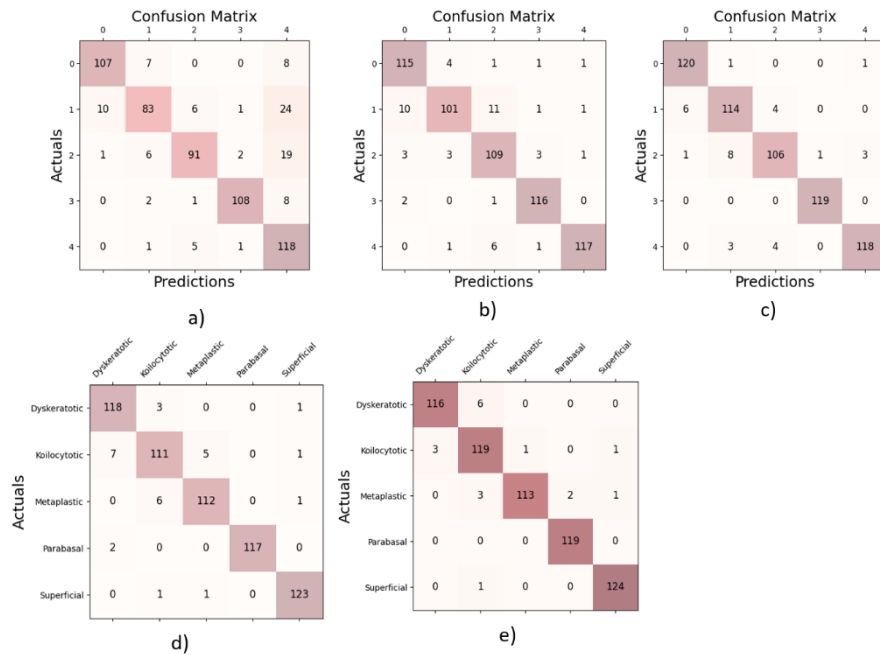 Confusion Matrix
0 1 2 3 4
0 107 7 0 0 8
1 10 83 6 1 24
2 1 6 91 2 19
3 0 2 1 108 8
4 0 1 5 1 118
Actuals
Predictions
a)
Confusion Matrix
0 1 2 3 4
0 115 4 1 1 1
1 10 101 11 1 1
2 3 3 109 3 1
3 2 0 1 116 0
4 0 1 6 1 117
Actuals
Predictions
b)
Confusion Matrix
0 1 2 3 4
0 120 1 0 0 1
1 6 114 4 0 0
2 1 8 106 1 3
3 0 0 0 119 0
4 0 3 4 0 118
Actuals
Predictions
c)
Dyskeratotic Koilocytotic Metaplastic Parabasal Superficial
Dyskeratotic 118 3 0 0 1
Koilocytotic 7 111 5 0 1
Metaplastic 0 6 112 0 1
Parabasal 2 0 0 117 0
Superficial 0 1 1 0 123
Actuals
d)
Dyskeratotic Koilocytotic Metaplastic Parabasal Superficial
Dyskeratotic 116 6 0 0 0
Koilocytotic 3 119 1 0 1
Metaplastic 0 3 113 2 1
Parabasal 0 0 0 119 0
Superficial 0 1 0 0 124
Actuals
e)